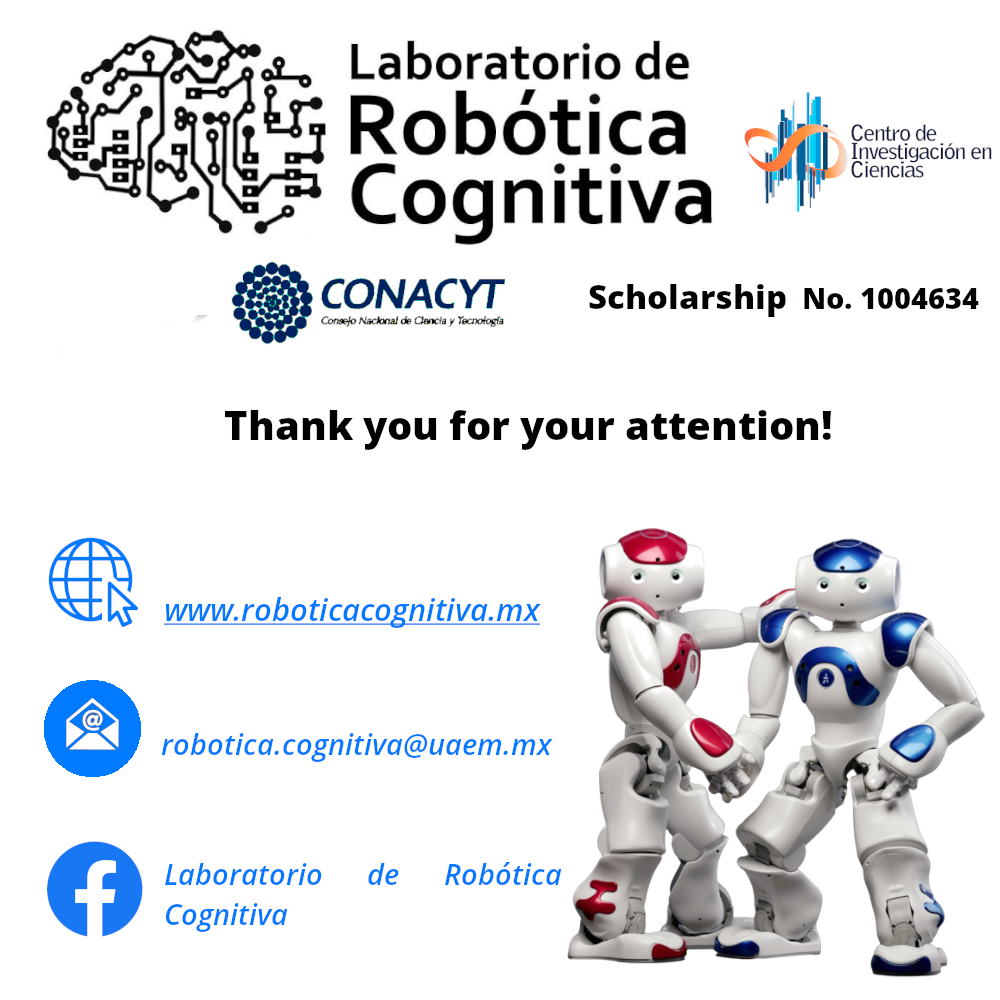 Laboratorio de
Robótica
Cognitiva
Centro de
Investigación en
Ciencias
CONACYT
Consejo Nacional de Ciencia y Tecnología
Scholarship No. 1004634
Thank you for your attention!
www.roboticacognitiva.mx
@
robotica.cognitiva@uaem.mx
f
Laboratorio de Robótica
Cognitiva